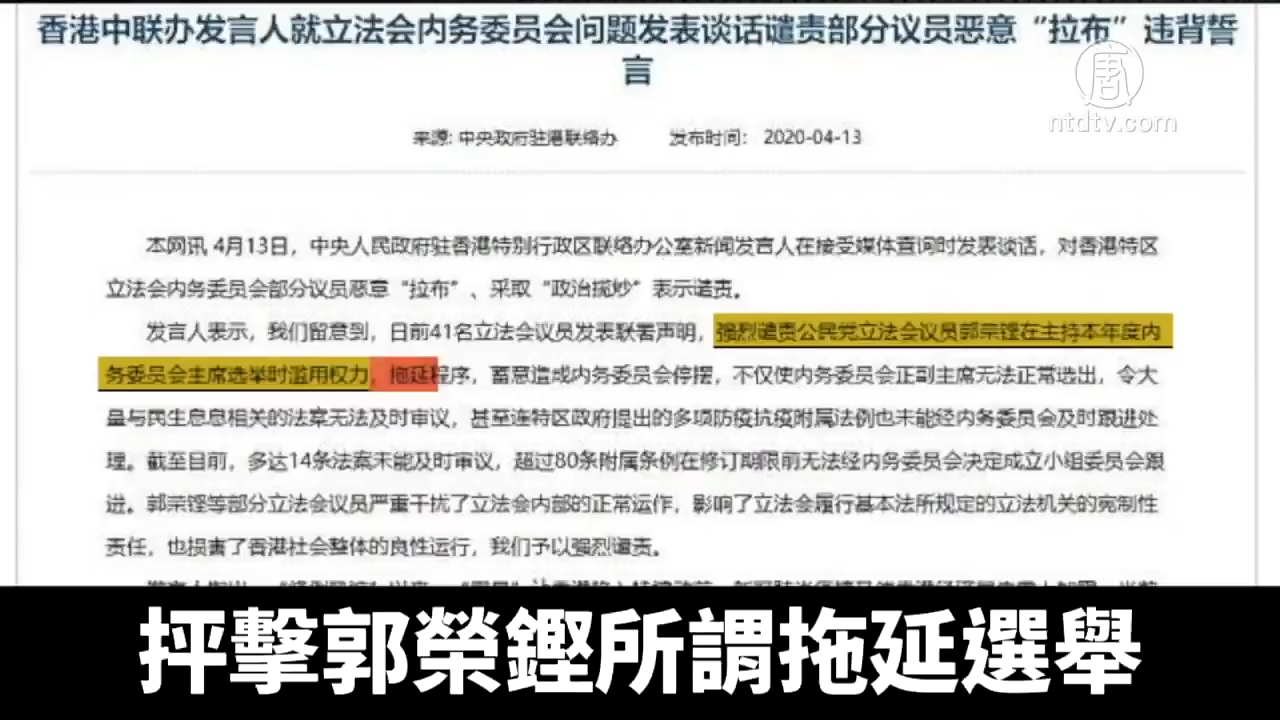 香港中联办发言人就立法会内务委员会问题发表谈话谴责部分议员恶意“拉布”违背誓
言
唐
ntdtv.com
来源: 中央政府驻港联络办 发布时间: 2020-04-13
本网讯 4月13日，中央人民政府驻香港特别行政区联络办公室新闻发言人在接受媒体查询时发表谈话，对香港特区
立法会内务委员会部分议员恶意“拉布”、采取“政治揽炒”表示谴责。
发言人表示，我们留意到，日前41名立法会议员发表联署声明，强烈谴责公民党立法会议员郭荣铿在主持本年度内
务委员会主席选举时滥用权力，拖延程序，蓄意造成内务委员会停摆，不仅使内务委员会正副主席无法正常选出，令大
量与民生息息相关的法案无法及时审议，甚至连特区政府提出的多项防疫抗疫附属法例也未能经内务委员会及时跟进处
理。截至目前，多达14条法案未能及时审议，超过80条附属条例在修订期限前无法经内务委员会决定成立小组委员会跟
进。郭荣铿等部分立法会议员严重干扰了立法会内部的正常运作，影响了立法会履行基本法所规定的立法机关的宪制性
责任，也损害了香港社会整体的良性运行，我们予以强烈谴责。
抨擊郭榮鏗所謂拖延選舉